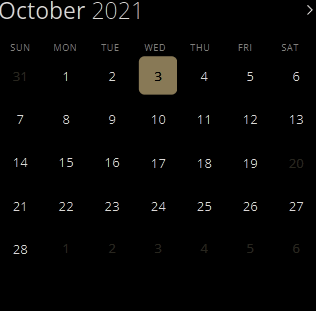 October 2021
SUN MON TUE WED THU FRI SAT
31 1 2 3 4 5 6
7 8 9 10 11 12 13
14 15 16 17 18 19 20
21 22 23 24 25 26 27
28 1 2 3 4 5 6